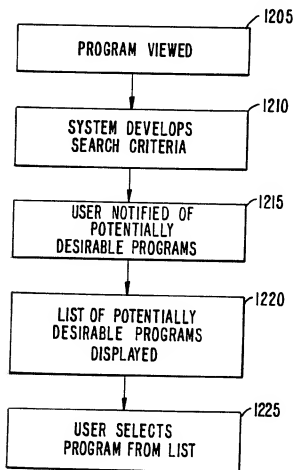 1205
PROGRAM VIEWED
1210
SYSTEM DEVELOPS
SEARCH CRITERIA
1215
USER NOTIFIED OF
POTENTIALLY
DESIRABLE PROGRAMS
1220
LIST OF POTENTIALLY
DESIRABLE PROGRAMS
DISPLAYED
1225
USER SELECTS
PROGRAM FROM LIST